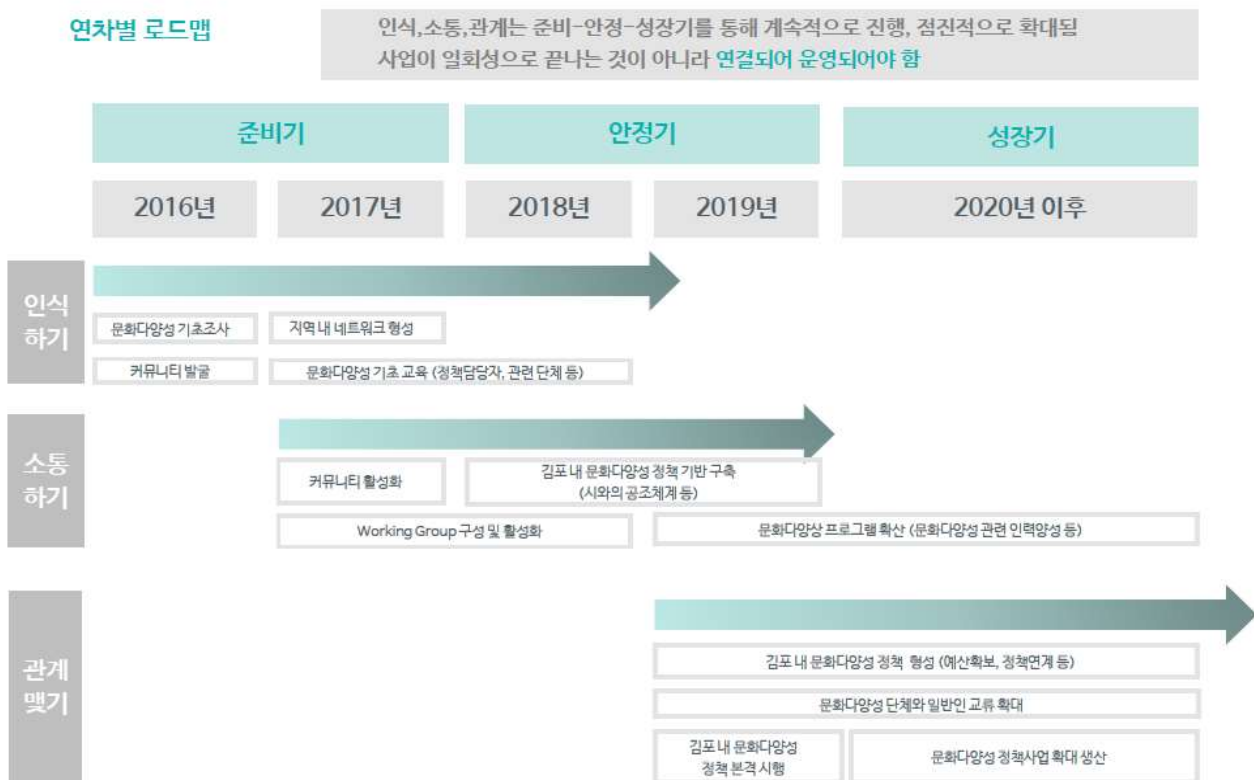 연차별 로드맵
인식,소통,관계는 준비-안정-성장기를 통해 계속적으로 진행, 점진적으로 확대됨
사업이 일회성으로 끝나는 것이 아니라 연결되어 운영되어야 함
준비기
안정기
성장기
2016년
2017년
2018년
2019년
2020년 이후
인식
하기
문화다양성 기초조사
지역 내 네트워크 형성
커뮤니티 발굴
문화다양성 기초 교육 (정책담당자, 관련 단체 등)
소통
하기
커뮤니티 활성화
김포 내 문화다양성 정책 기반 구축
(시와의 공조체계 등)
Working Group 구성 및 활성화
문화다양상 프로그램 확산 (문화다양성 관련 인력양성 등)
관계
맺기
김포 내 문화다양성 정책 형성 (예산확보, 정책연계 등)
문화다양성 단체와 일반인 교류 확대
김포 내 문화다양성
정책 본격 시행
문화다양성 정책사업 확대 생산